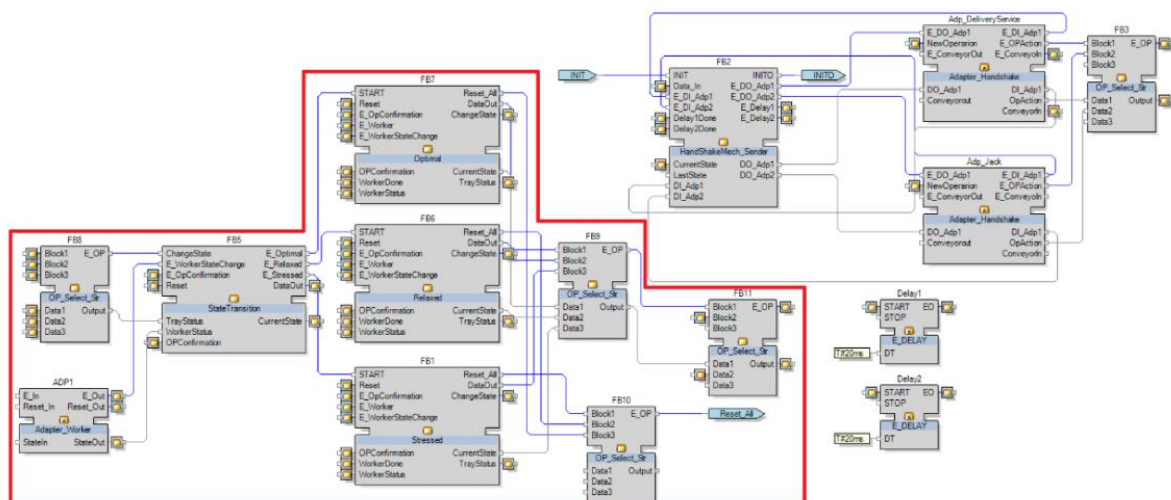 FB7
START Reset_All
Reset DataOut
E_OpConfirmation ChangeState
E_Worker
E_WorkerStateChange
Optimal
OPConfirmation CurrentState
WorkerDone TrayStatus
WorkerStatus
FB8
Block1 E_OP
Block2
Block3
OP_Select_Str
Data1 Output
Data2
Data3
FB5
ChangeState E_Optimal
E_WorkerStateChange E_Relaxed
E_OpConfirmation E_Stressed
Reset DataOut
StateTransition
TrayStatus CurrentState
WorkerStatus
OPConfirmation
ADP1
E_In E_Out
Reset_In Reset_Out
Adapter_Worker
StateIn StateOut
FB6
START Reset_All
Reset DataOut
E_OpConfirmation ChangeState
E_Worker
E_WorkerStateChange
Relaxed
OPConfirmation CurrentState
WorkerDone TrayStatus
WorkerStatus
FB1
START Reset_All
Reset DataOut
E_OpConfirmation ChangeState
E_Worker
E_WorkerStateChange
Stressed
OPConfirmation CurrentState
WorkerDone TrayStatus
WorkerStatus
FB9
Block1 E_OP
Block2
Block3
OP_Select_Str
Data1 Output
Data2
Data3
FB10
Block1 E_OP
Block2
Block3
OP_Select_Str
Data1 Output
Data2
Data3
Reset_All
FB11
Block1 E_OP
Block2
Block3
OP_Select_Str
Data1 Output
Data2
Data3
INIT
FB2
INIT INITO
Data_In E_DO_Adp1
E_DI_Adp1 E_DO_Adp2
E_DI_Adp2 E_Delay1
Delay1Done E_Delay2
Delay2Done
HandShakeMech_Sender
CurrentState DO_Adp1
LastState DO_Adp2
DI_Adp1
DI_Adp2
INITO
Adp_DeliveryService
E_DO_Adp1 E_DI_Adp1
NewOperarion E_OPAction
E_ConveyorOut E_ConveyoIn
Adapter_Handshake
DO_Adp1 DI_Adp1
Conveyorout OpAction
ConveyorIn
FB3
Block1 E_OP
Block2
Block3
OP_Select_Str
Data1 Output
Data2
Data3
Adp_Jack
E_DO_Adp1 E_DI_Adp1
NewOperarion E_OPAction
E_ConveyorOut E_ConveyoIn
Adapter_Handshake
DO_Adp1 DI_Adp1
Conveyorout OpAction
ConveyorIn
Delay1
START EO
STOP
E_DELAY
T#20ms DT
Delay2
START EO
STOP
E_DELAY
T#20ms DT